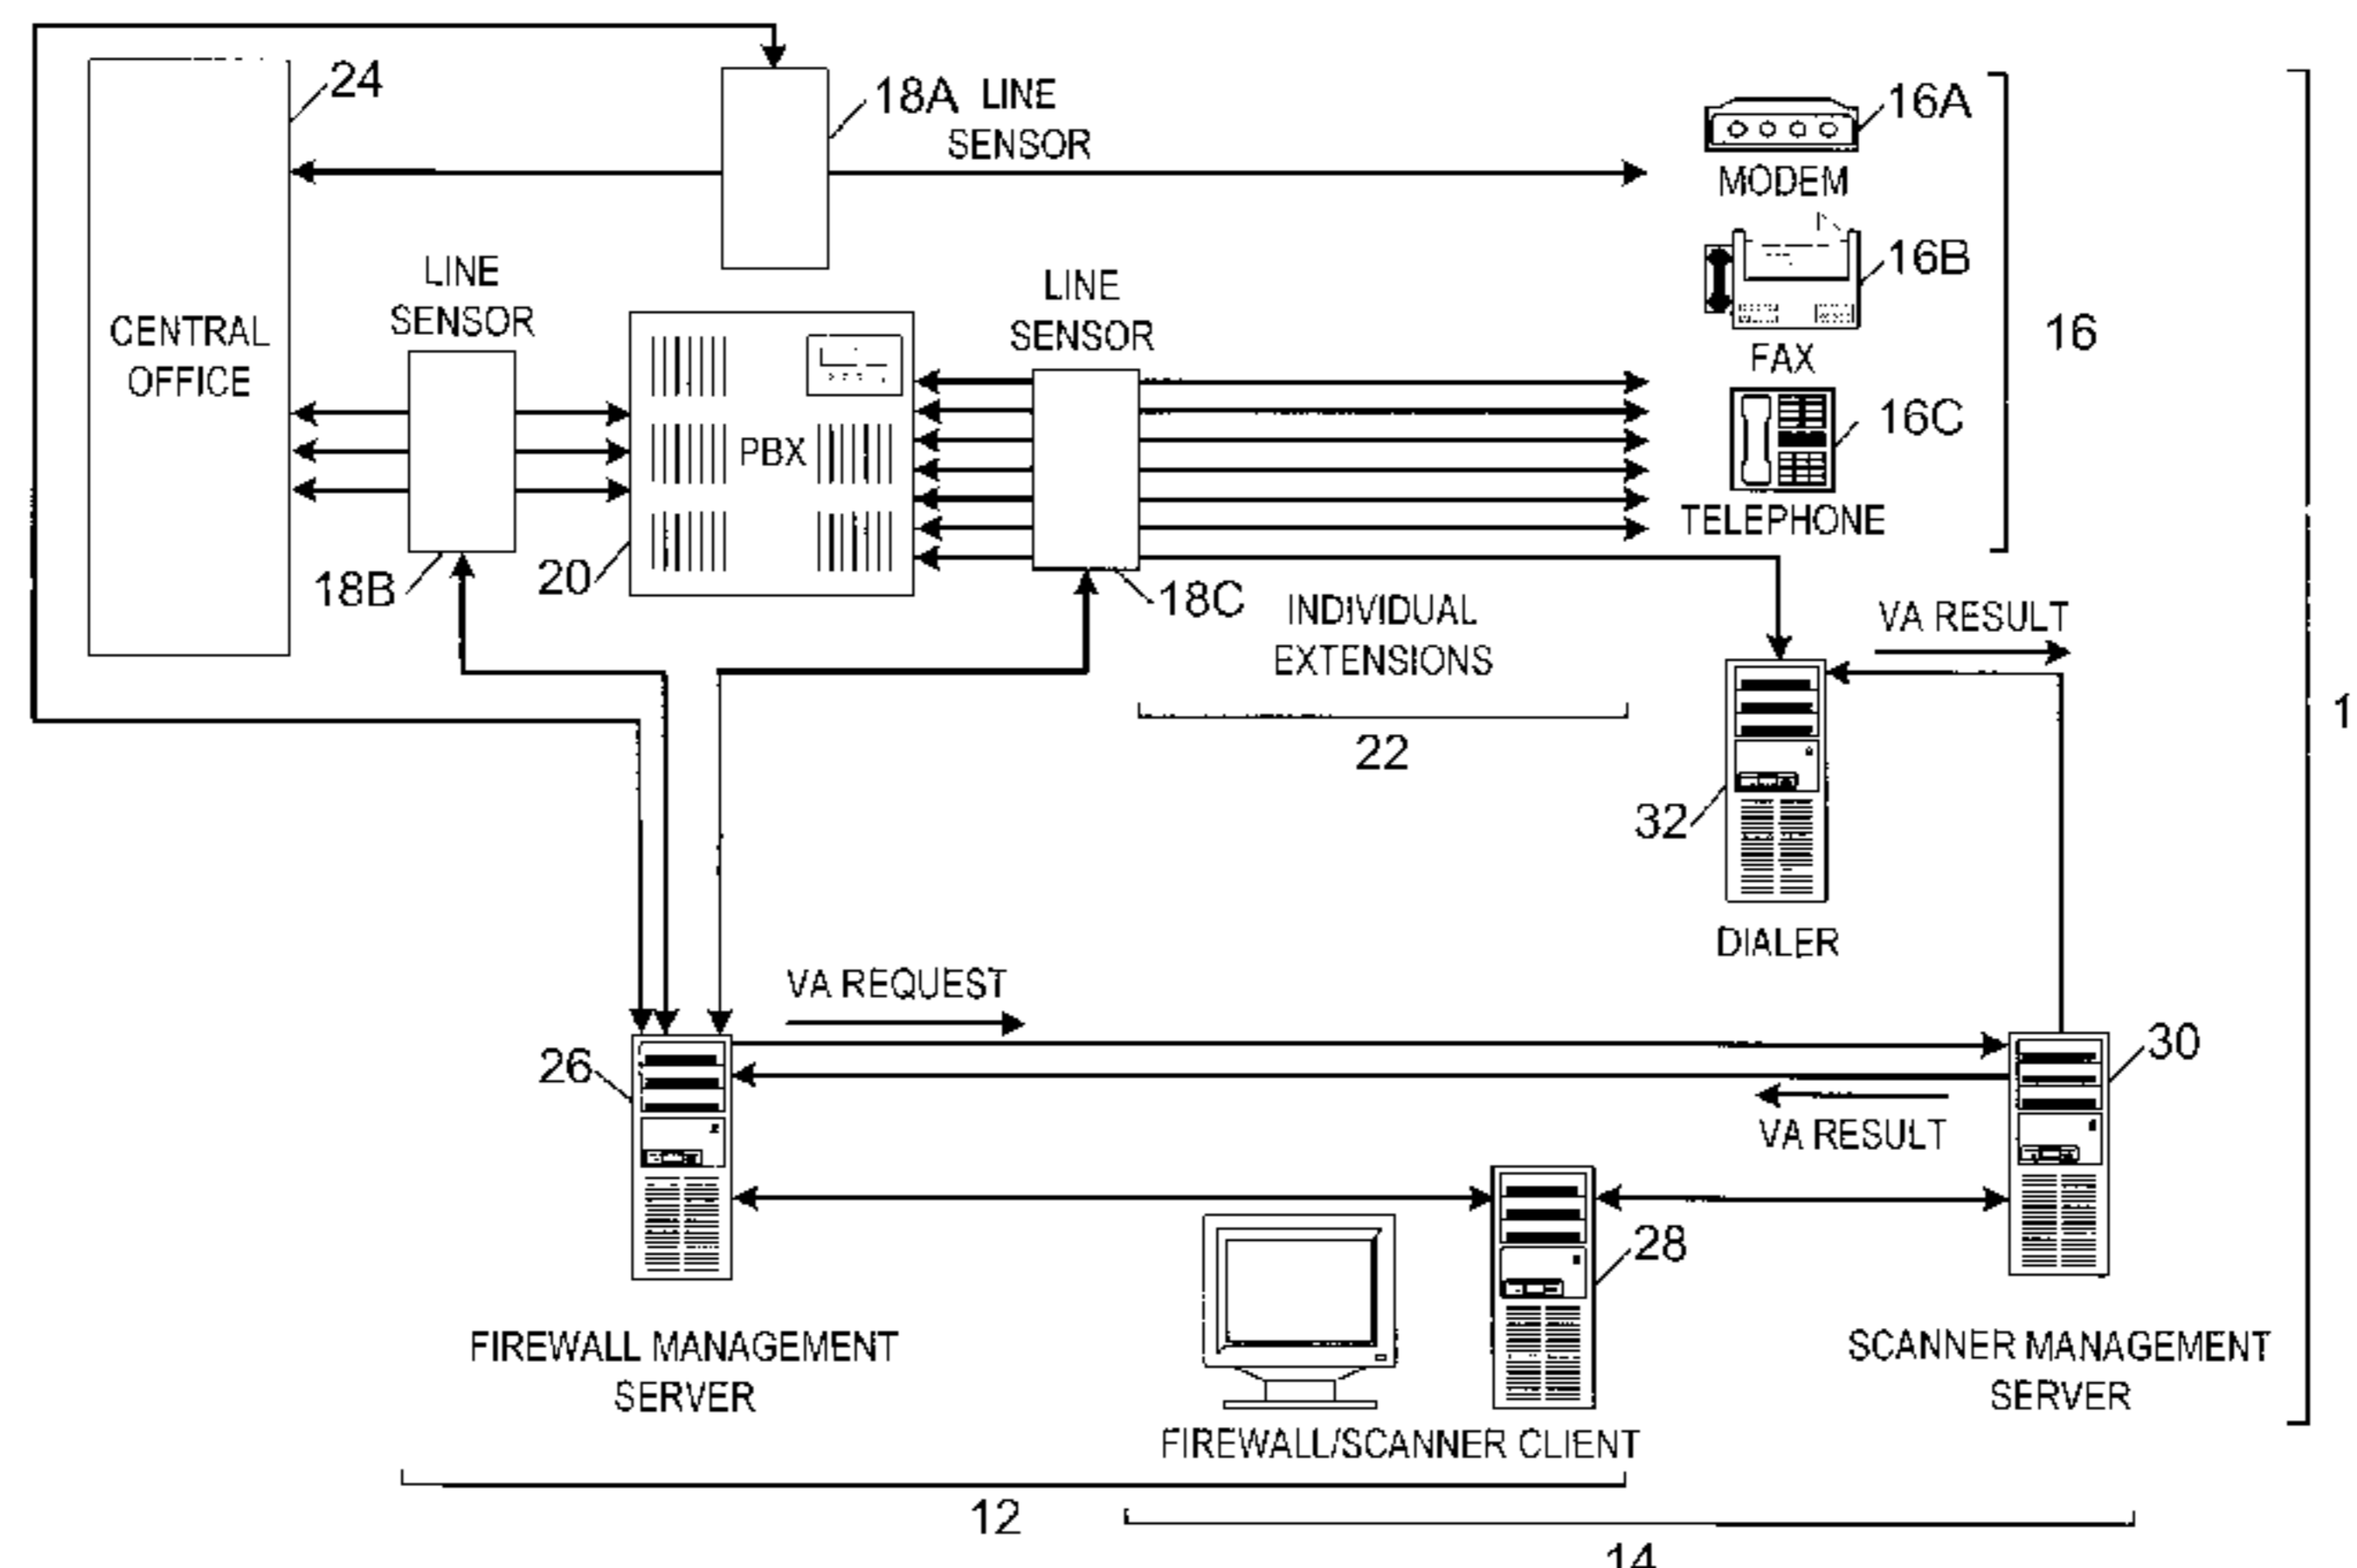 24
18A
LINE
SENSOR
16A
MODEM
LINE
SENSOR
LINE
SENSOR
16B
FAX
16
CENTRAL
OFFICE
PBX
16C
TELEPHONE
18B
20
18C
INDIVIDUAL
EXTENSIONS
22
VA RESULT
1
32
DIALER
VA REQUEST
26
30
VA RESULT
28
FIREWALL MANAGEMENT
SERVER
SCANNER MANAGEMENT
SERVER
FIREWALL/SCANNER CLIENT
12
14